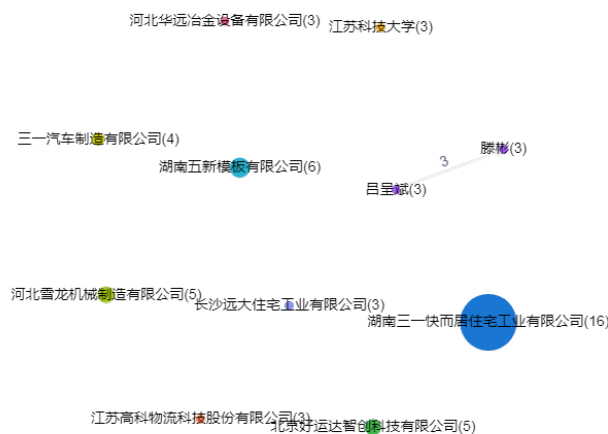 河北华远冶金设备有限公司(3)
江苏科技大学(3)
三一汽车制造有限公司(4)
滕彬(3)
3
湖南五新模板有限公司(6)
吕呈斌(3)
河北雪龙机械制造有限公司(5)
长沙远大住宅工业有限公司(3)
湖南三一快而居住宅工业有限公司(16)
江苏高科物流科技股份有限公司(3)
北京好运达智创科技有限公司(5)